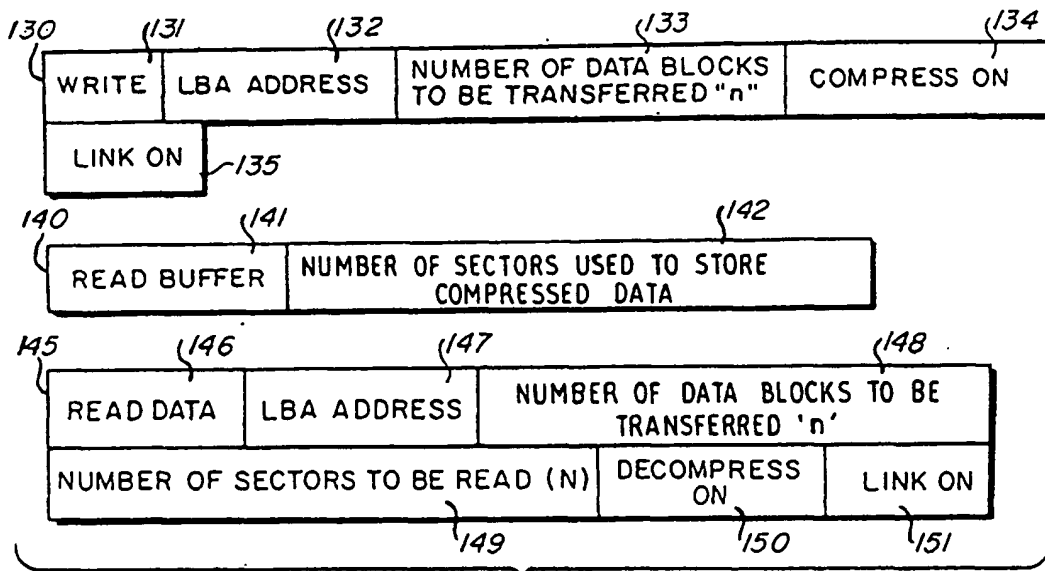 130 131 132 133 134
WRITE LBA ADDRESS NUMBER OF DATA BLOCKS TO BE TRANSFERRED "n" COMPRESS ON
LINK ON 135
140 141 142
READ BUFFER NUMBER OF SECTORS USED TO STORE COMPRESSED DATA
145 146 147 148
READ DATA LBA ADDRESS NUMBER OF DATA BLOCKS TO BE TRANSFERRED 'n'
NUMBER OF SECTORS TO BE READ (N) DECOMPRESS ON LINK ON
149 150 151